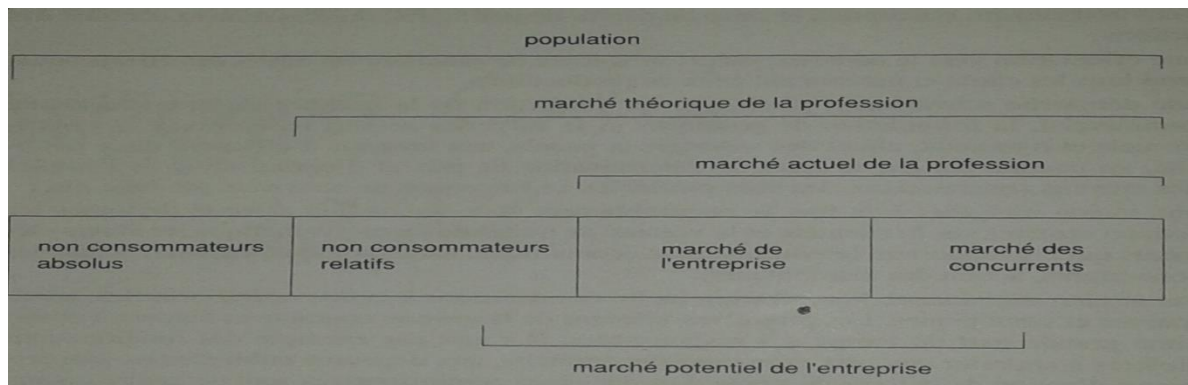 population
marché théorique de la profession
marché actuel de la profession
non consommateurs
absolus
non consommateurs
relatifs
marché de
l'entreprise
marché des
concurrents
marché potentiel de l'entreprise